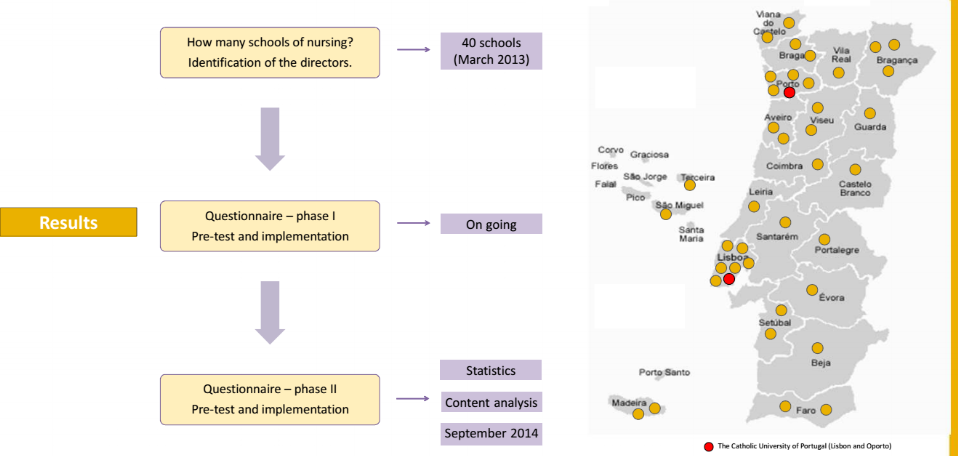 How many schools of nursing?
Identification of the directors.
40 schools
(March 2013)
Results
Questionnaire – phase I
Pre-test and implementation
On going
Questionnaire – phase II
Pre-test and implementation
Statistics
Content analysis
September 2014
Viana
do
Castelo
Braga
Vila
Real
Bragança
Porto
Aveiro
Viseu
Guarda
Coimbra
Castelo
Branco
Leiria
Santarém
Portalegre
Lisboa
Évora
Setúbal
Beja
Faro
Corvo
Graciosa
Flores
São Jorge
Terceira
Faial
Pico
São Miguel
Santa
Maria
Porto Santo
Madeira
The Catholic University of Portugal (Lisbon and Oporto)